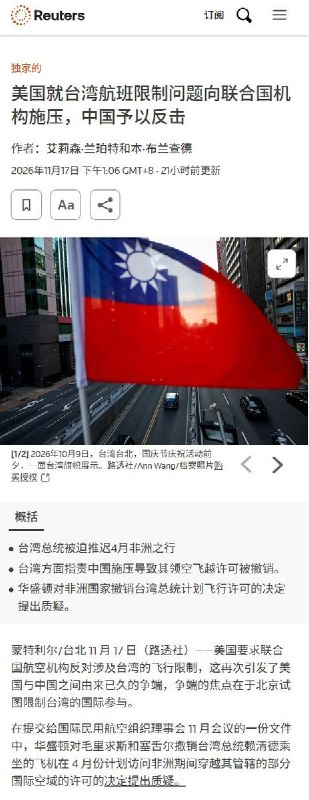 Reuters
订阅
独家的
美国就台湾航班限制问题向联合国机
构施压，中国予以反击
作者：艾莉森·兰珀特和本·布兰查德
2026年11月17日 下午1:06 GMT+8 · 21小时前更新
Aa
[1/2] 2026年10月9日，台湾台北，国庆节庆祝活动前
夕，一面台湾旗帜展示。路透社/Ann Wang/档案照片购
买授权
概括
台湾总统被迫推迟4月非洲之行
台湾方面指责中国施压导致其领空飞越许可被撤销。
华盛顿对非洲国家撤销台湾总统计划飞行许可的决定
提出质疑。
蒙特利尔/台北 11 月 17 日（路透社）——美国要求联合
国航空机构反对涉及台湾的飞行限制，这再次引发了美
国与中国之间由来已久的争端，争端的焦点在于北京试
图限制台湾的国际参与。
在提交给国际民用航空组织理事会 11 月会议的一份文件
中，华盛顿对毛里求斯和塞舌尔撤销台湾总统赖清德乘
坐的飞机在 4 月份计划访问非洲期间穿越其管辖的部分
国际空域的许可的决定提出质疑。